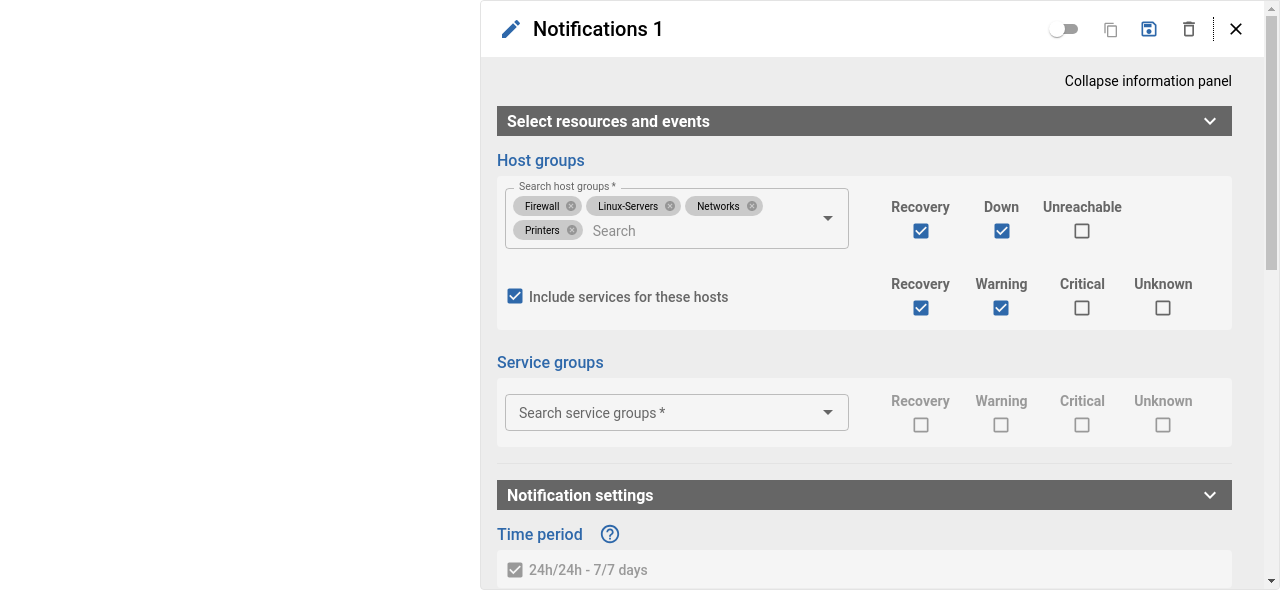 Notifications 1
Collapse information panel
Select resources and events
Host groups
Search host groups *
Firewall Linux-Servers Networks
Printers Search
Recovery Down Unreachable
Include services for these hosts
Recovery Warning Critical Unknown
Service groups
Search service groups *
Recovery Warning Critical Unknown
Notification settings
Time period ?
24h/24h - 7/7 days